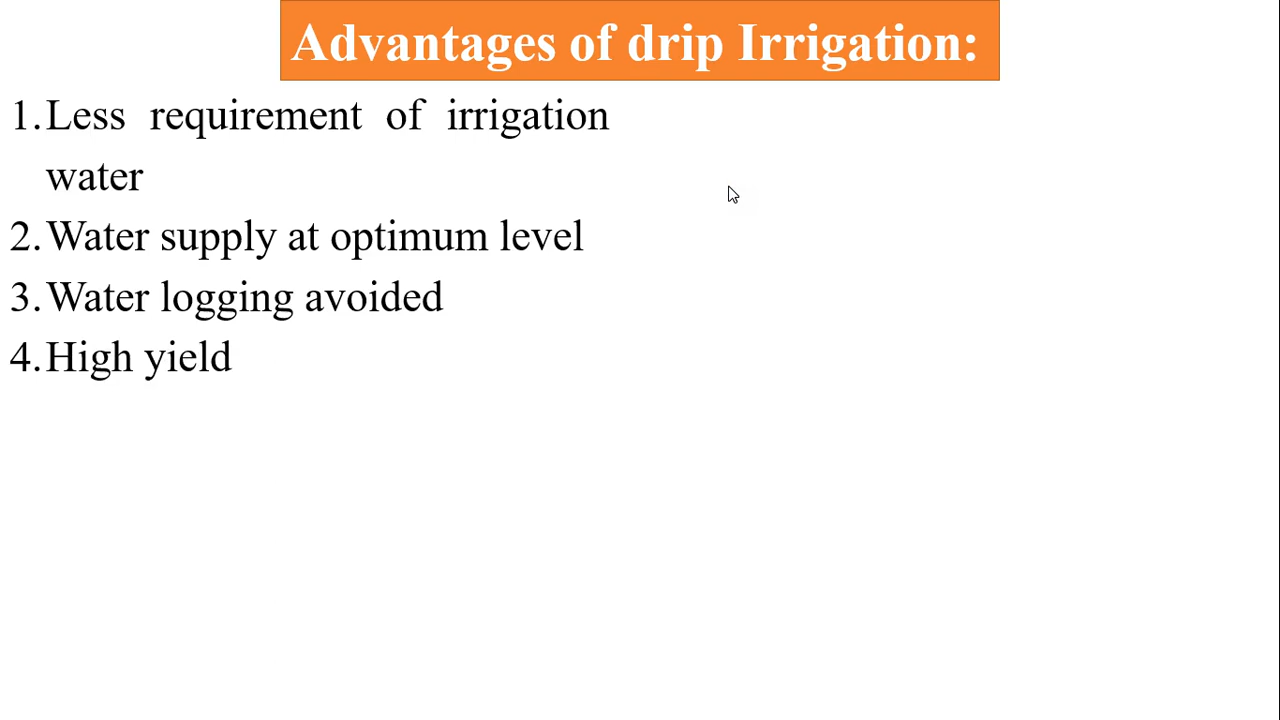 Advantages of drip Irrigation:
1. Less requirement of irrigation
water
2. Water supply at optimum level
3. Water logging avoided
4. High yield